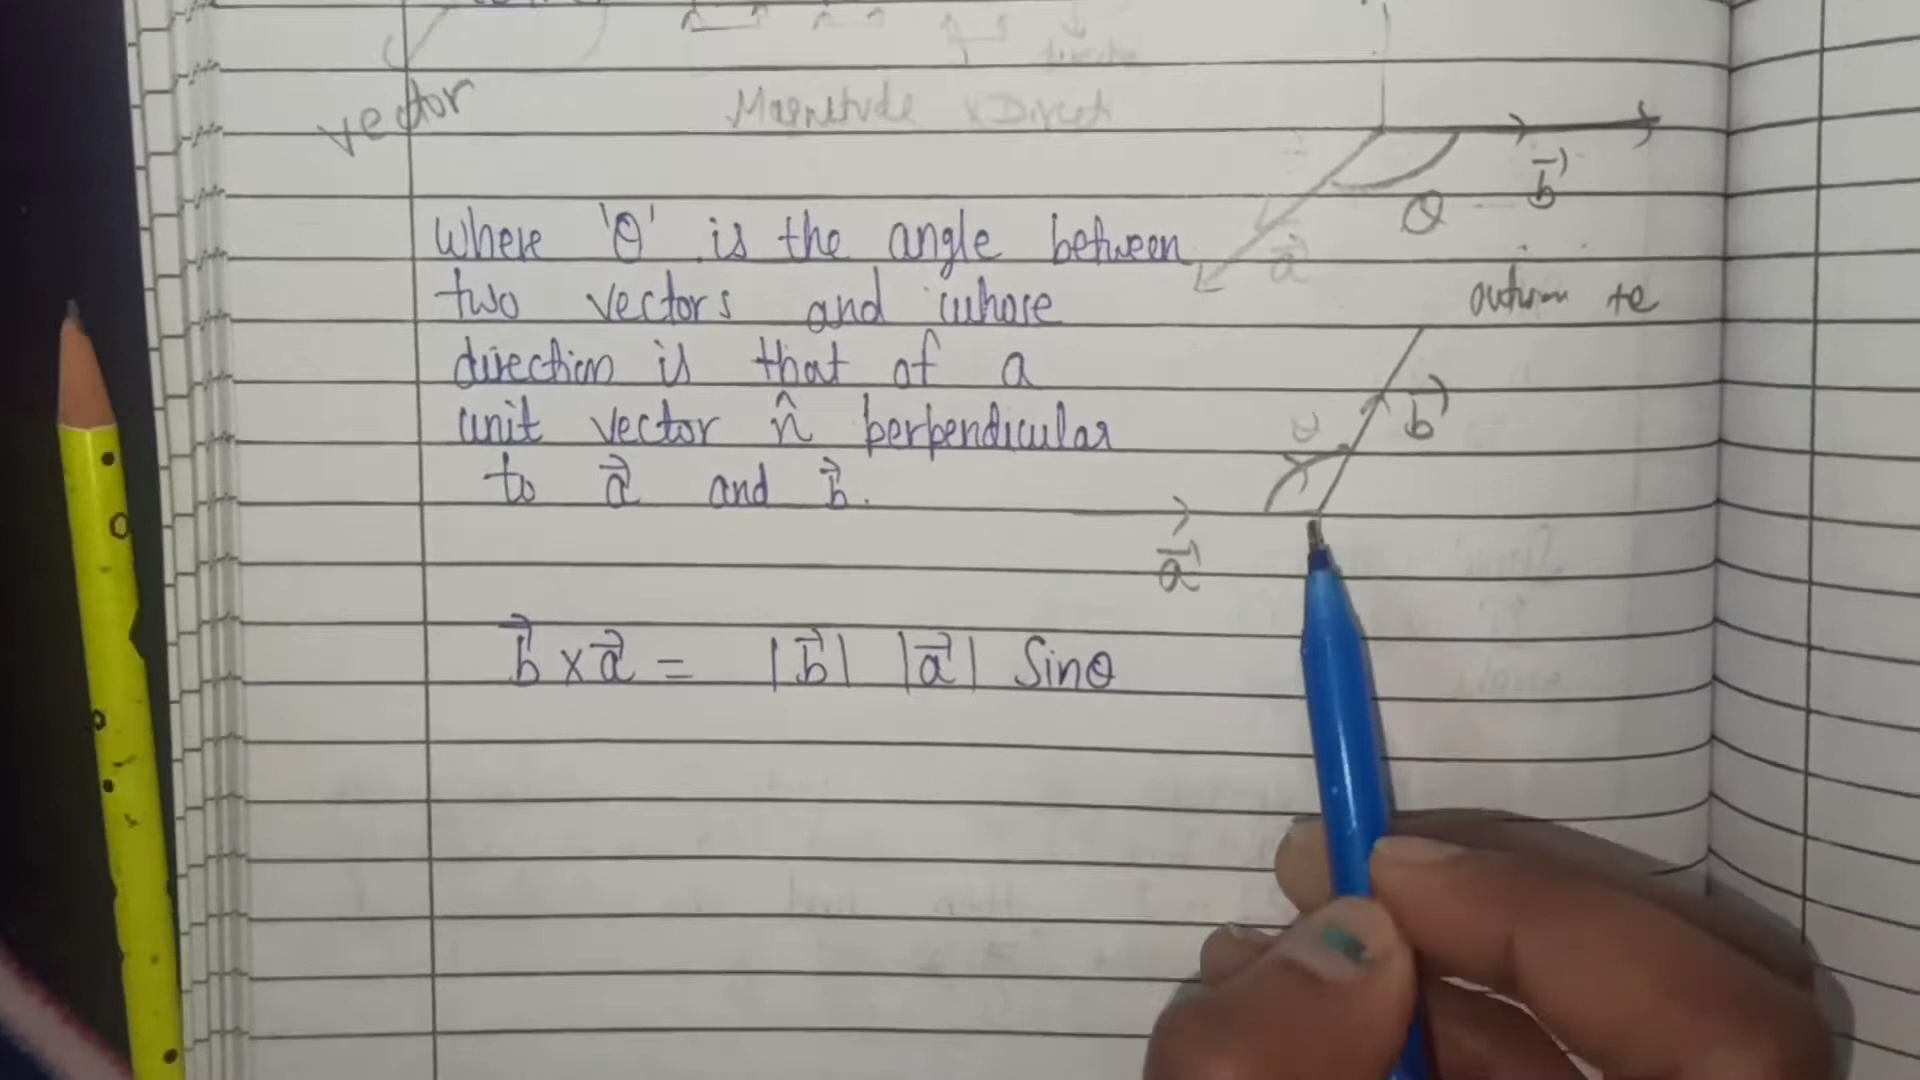 vector
Magnitude x Direct
b⃗
θ
a⃗
Where 'θ' is the angle between
two vectors and whose
direction is that of a
unit vector n̂ perpendicular
to a⃗ and b⃗.
+e
θ
b⃗
a⃗
b⃗ x a⃗ = |b⃗| |a⃗| Sinθ